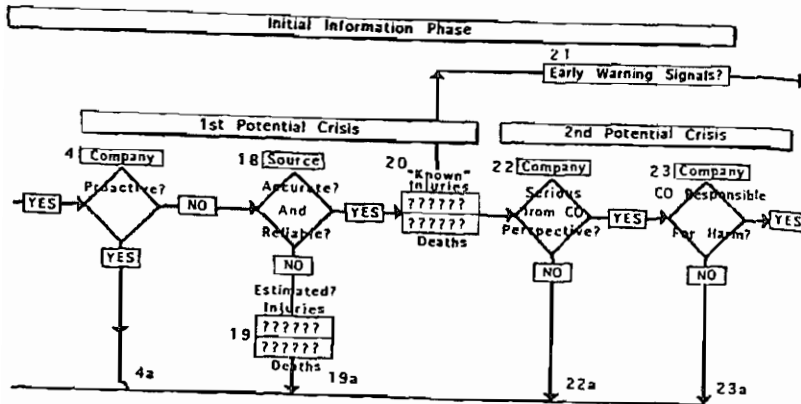 Initial Information Phase
21
Early Warning Signals?
1st Potential Crisis
2nd Potential Crisis
4
Company
Proactive?
YES
NO
YES
4a
18
Source
Accurate?
And
Reliable?
YES
NO
Estimated?
Injuries
19
??????
??????
Deaths
19a
20
"Known"
Injuries
??????
??????
Deaths
22
Company
Serious
from CO
Perspective?
YES
NO
22a
23
Company
CO Responsible
For Harm?
YES
NO
23a